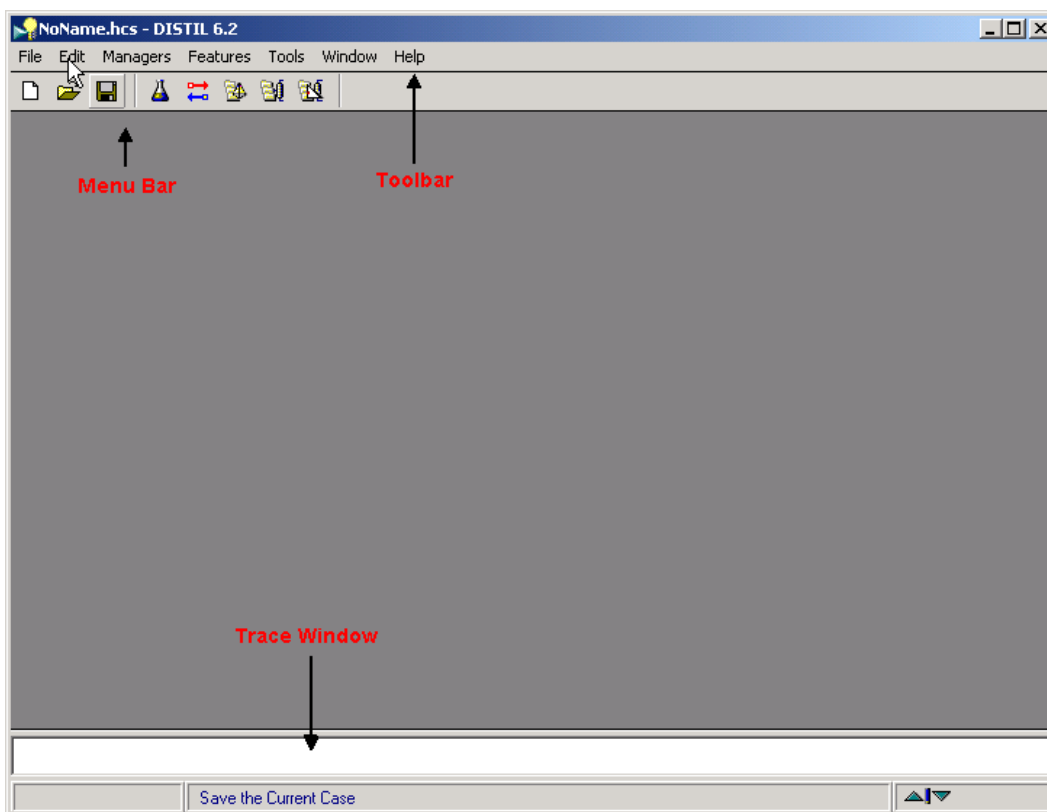 NoName.hcs - DISTIL 6.2
File Edit Managers Features Tools Window Help
Menu Bar
Toolbar
Trace Window
Save the Current Case